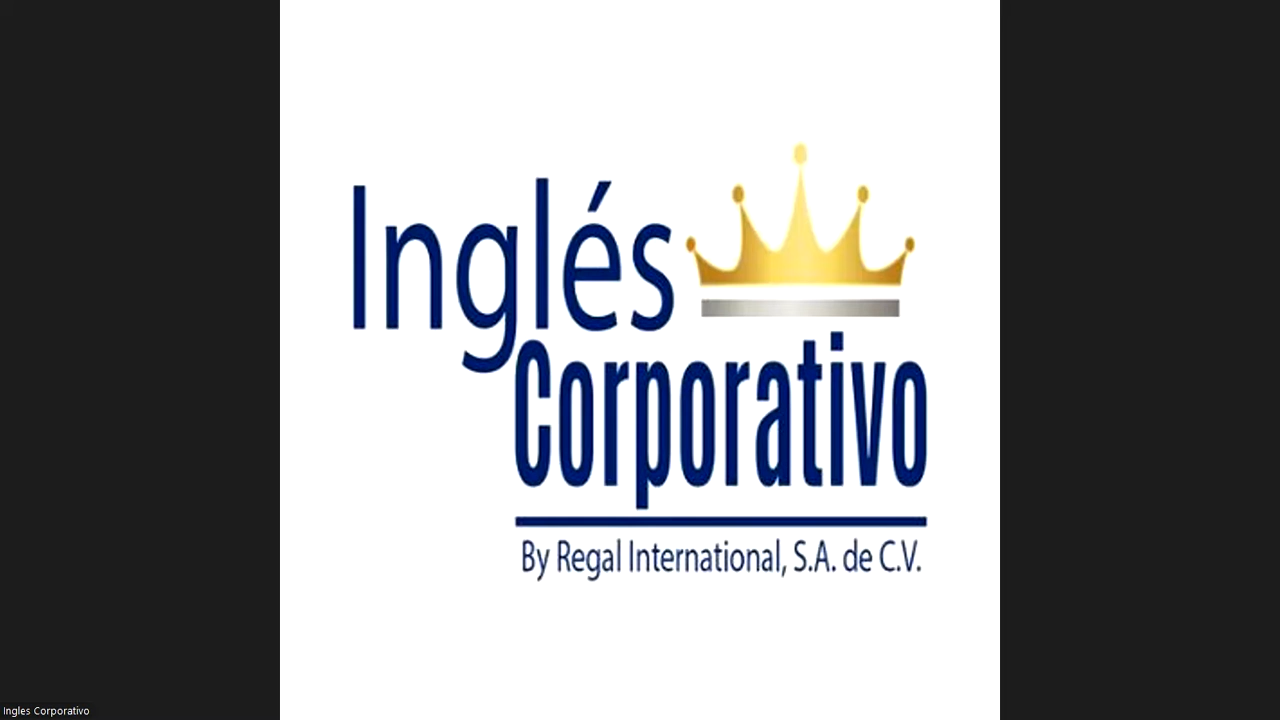 Inglés
Corporativo
By Regal International, S.A. de C.V.
Ingles Corporativo